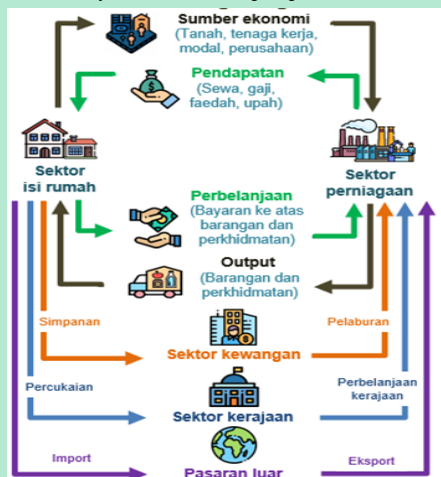 Sumber ekonomi
(Tanah, tenaga kerja,
modal, perusahaan)
Pendapatan
(Sewa, gaji,
faedah, upah)
Sektor
isi rumah
Sektor
perniagaan
Perbelanjaan
(Bayaran ke atas
barangan dan
perkhidmatan)
Output
(Barangan dan
perkhidmatan)
Simpanan
Pelaburan
Sektor kewangan
Percukaian
Perbelanjaan
kerajaan
Sektor kerajaan
Import
Eksport
Pasaran luar